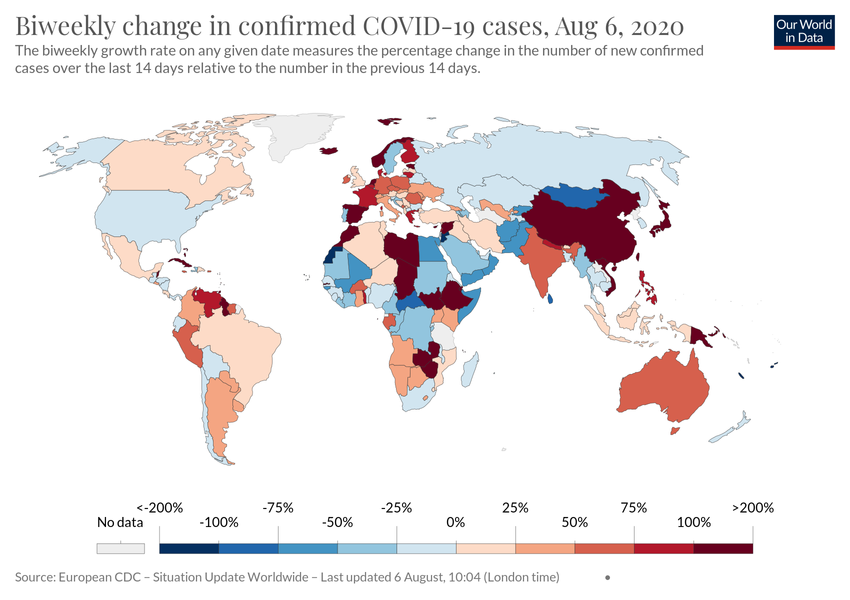 Biweekly change in confirmed COVID-19 cases, Aug 6, 2020
Our World
in Data
The biweekly growth rate on any given date measures the percentage change in the number of new confirmed
cases over the last 14 days relative to the number in the previous 14 days.
<-200% -75% -25% 25% 75% >200%
No data -100% -50% 0% 50% 100%
Source: European CDC – Situation Update Worldwide – Last updated 6 August, 10:04 (London time) •